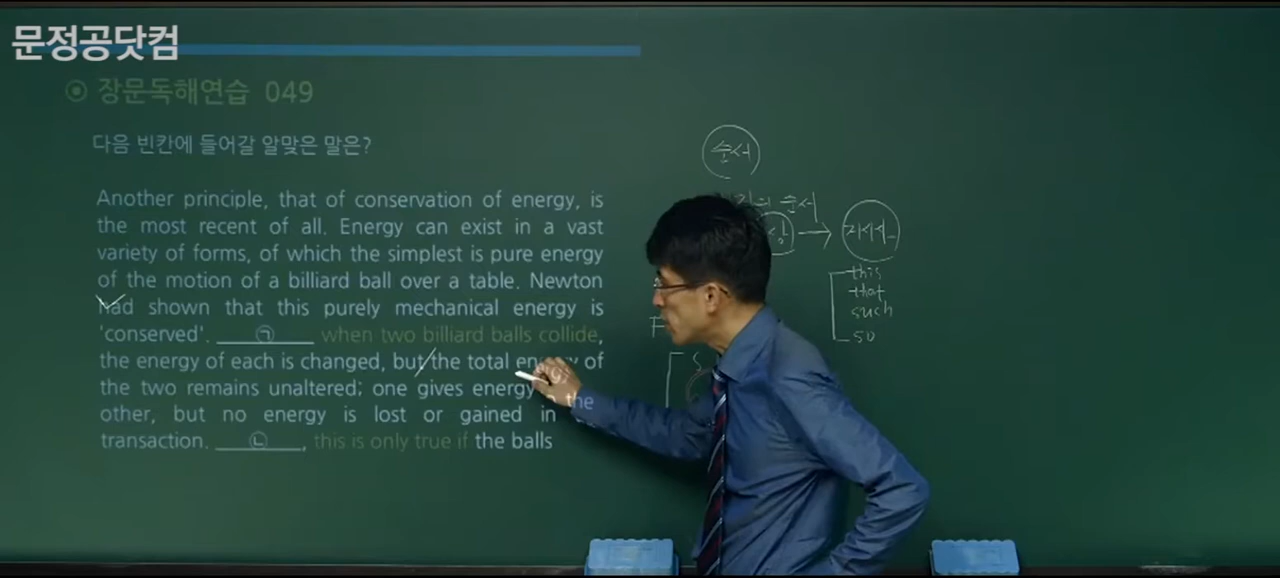 문정공닷컴
장문독해연습 049
다음 빈칸에 들어갈 알맞은 말은?
Another principle, that of conservation of energy, is
the most recent of all. Energy can exist in a vast
variety of forms, of which the simplest is pure energy
of the motion of a billiard ball over a table. Newton
had shown that this purely mechanical energy is
'conserved'. ㉠ when two billiard balls collide,
the energy of each is changed, but the total energy of
the two remains unaltered; one gives energy the
other, but no energy is lost or gained in
transaction. ㉡, this is only true if the balls
순서
순서
지시사
this
that
such
so